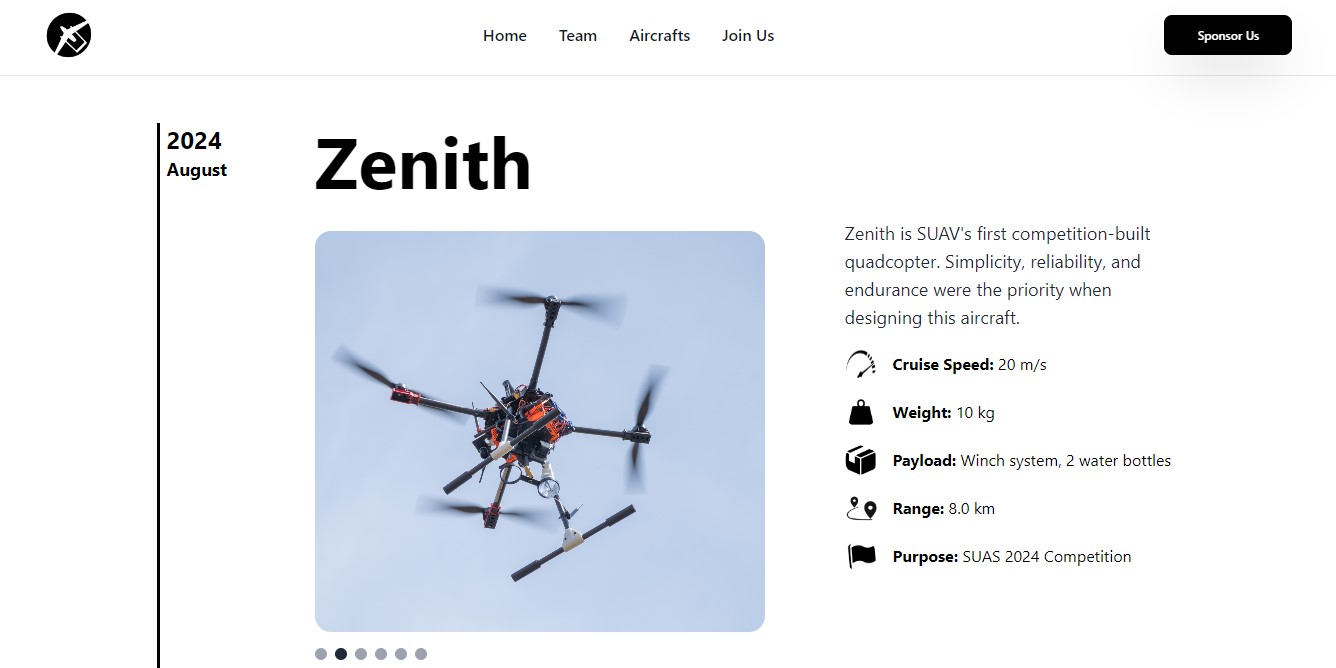 Home Team Aircrafts Join Us Sponsor Us
2024
August
Zenith
Zenith is SUAV's first competition-built
quadcopter. Simplicity, reliability, and
endurance were the priority when
designing this aircraft.
Cruise Speed: 20 m/s
Weight: 10 kg
Payload: Winch system, 2 water bottles
Range: 8.0 km
Purpose: SUAS 2024 Competition